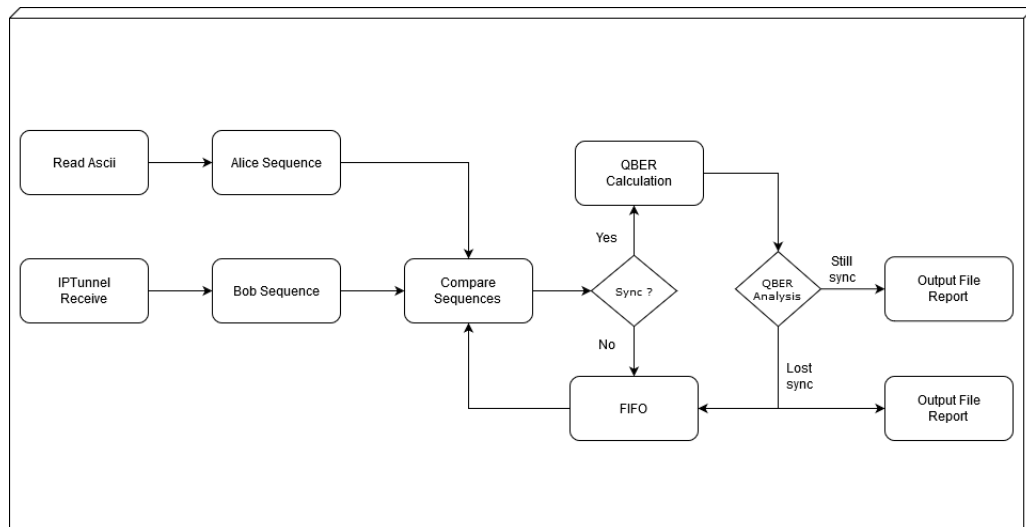 Read Ascii
Alice Sequence
QBER
Calculation
Yes
IPTunnel
Receive
Bob Sequence
Compare
Sequences
Sync ?
QBER
Analysis
Still
sync
Output File
Report
No
Lost
sync
FIFO
Output File
Report